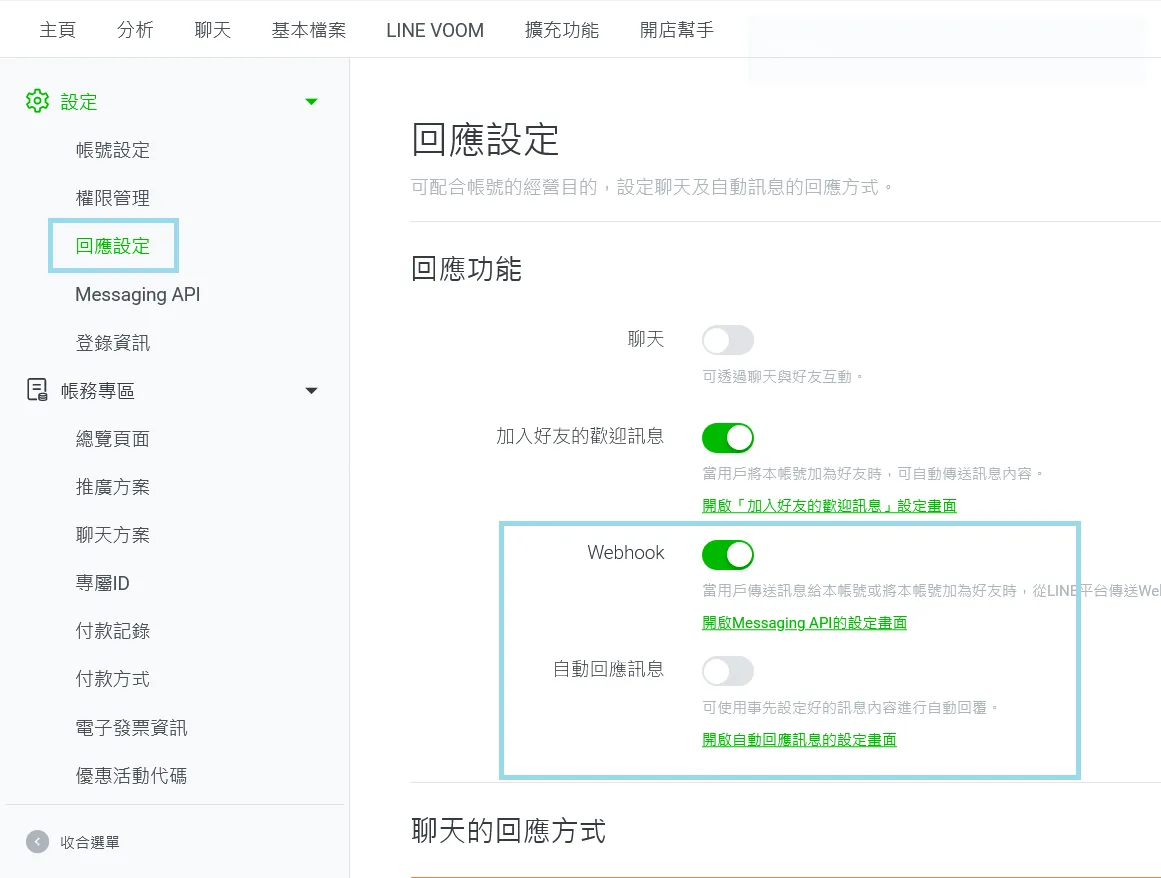 主頁
分析
聊天
基本檔案
LINE VOOM
擴充功能
開店幫手
設定
帳號設定
權限管理
回應設定
Messaging API
登錄資訊
帳務專區
總覽頁面
推廣方案
聊天方案
專屬ID
付款記錄
付款方式
電子發票資訊
優惠活動代碼
收合選單
回應設定
可配合帳號的經營目的，設定聊天及自動訊息的回應方式。
回應功能
聊天
可透過聊天與好友互動。
加入好友的歡迎訊息
當用戶將本帳號加為好友時，可自動傳送訊息內容。
開啟「加入好友的歡迎訊息」設定畫面
Webhook
當用戶傳送訊息給本帳號或將本帳號加為好友時，從LINE平台傳送We
開啟Messaging API的設定畫面
自動回應訊息
可使用事先設定好的訊息內容進行自動回覆。
開啟自動回應訊息的設定畫面
聊天的回應方式